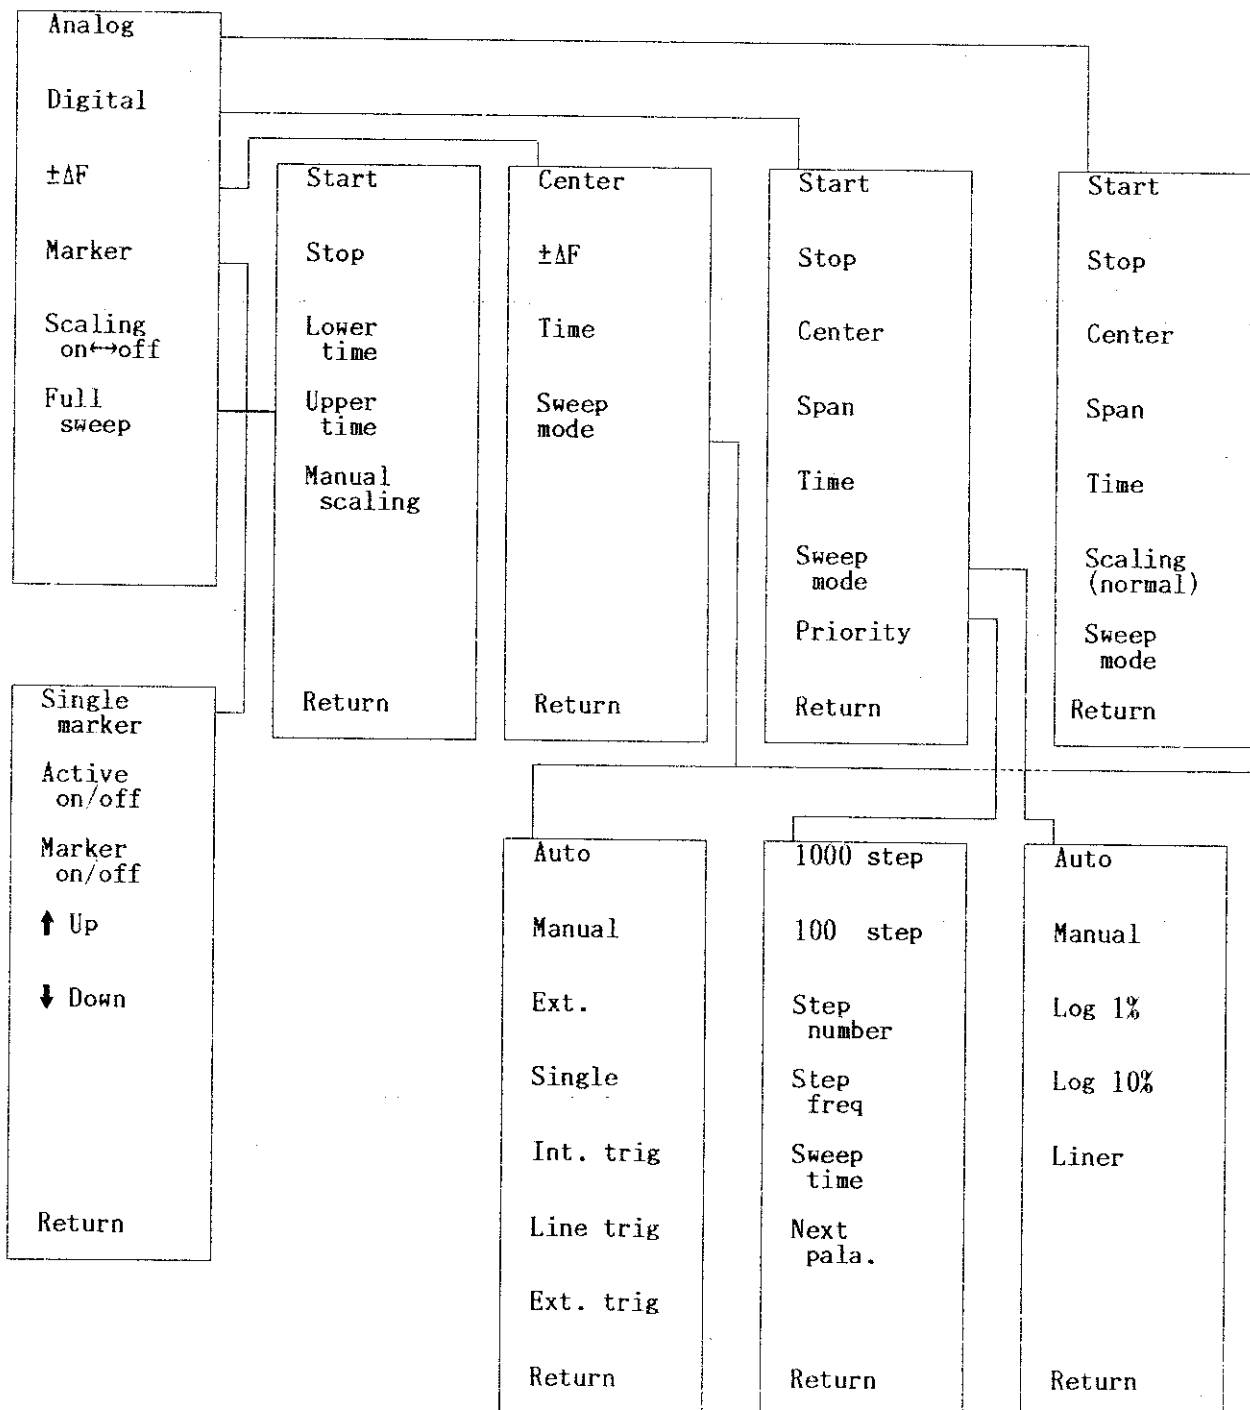 Analog
Digital
±ΔF
Marker
Scaling
on↔off
Full
sweep
Start
Stop
Lower
time
Upper
time
Manual
scaling
Return
Center
±ΔF
Time
Sweep
mode
Return
Start
Stop
Center
Span
Time
Sweep
mode
Priority
Return
Start
Stop
Center
Span
Time
Scaling
(normal)
Sweep
mode
Return
Single
marker
Active
on/off
Marker
on/off
↑ Up
↓ Down
Return
Auto
Manual
Ext.
Single
Int. trig
Line trig
Ext. trig
Return
1000 step
100 step
Step
number
Step
freq
Sweep
time
Next
pala.
Return
Auto
Manual
Log 1%
Log 10%
Liner
Return